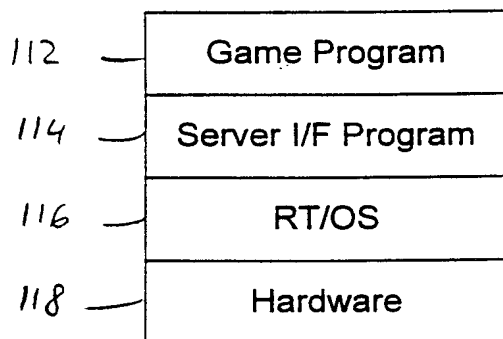 112 Game Program
114 Server I/F Program
116 RT/OS
118 Hardware